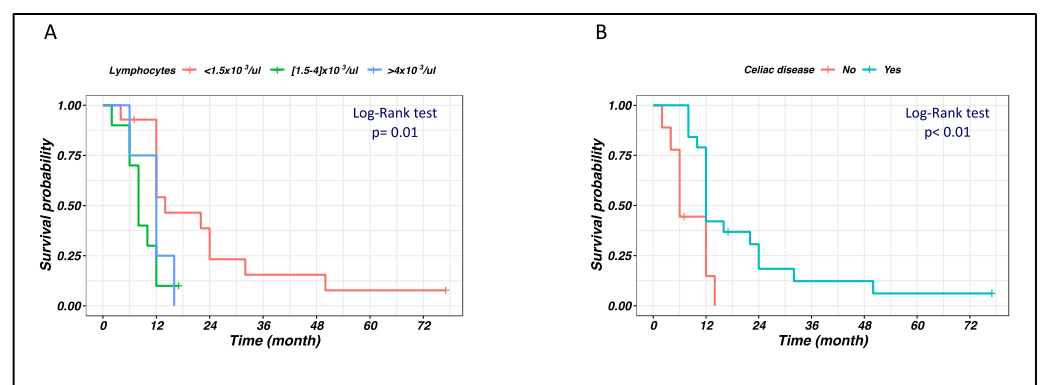 A
B
Lymphocytes <1.5x10 ³/ul [1.5-4]x10 ³/ul >4x10 ³/ul
Celiac disease No Yes
Log-Rank test
p= 0.01
Log-Rank test
p< 0.01
Survival probability
1.00
0.75
0.50
0.25
0.00
0 12 24 36 48 60 72
Time (month)
Survival probability
1.00
0.75
0.50
0.25
0.00
0 12 24 36 48 60 72
Time (month)